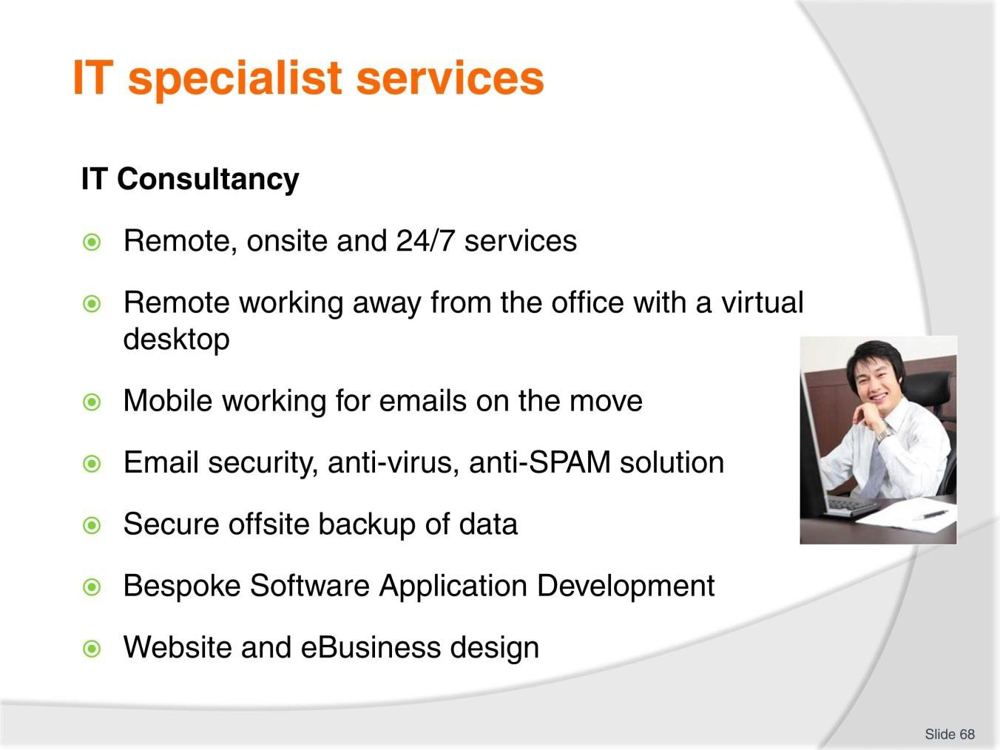 IT specialist services
IT Consultancy
Remote, onsite and 24/7 services
Remote working away from the office with a virtual
desktop
Mobile working for emails on the move
Email security, anti-virus, anti-SPAM solution
Secure offsite backup of data
Bespoke Software Application Development
Website and eBusiness design
Slide 68